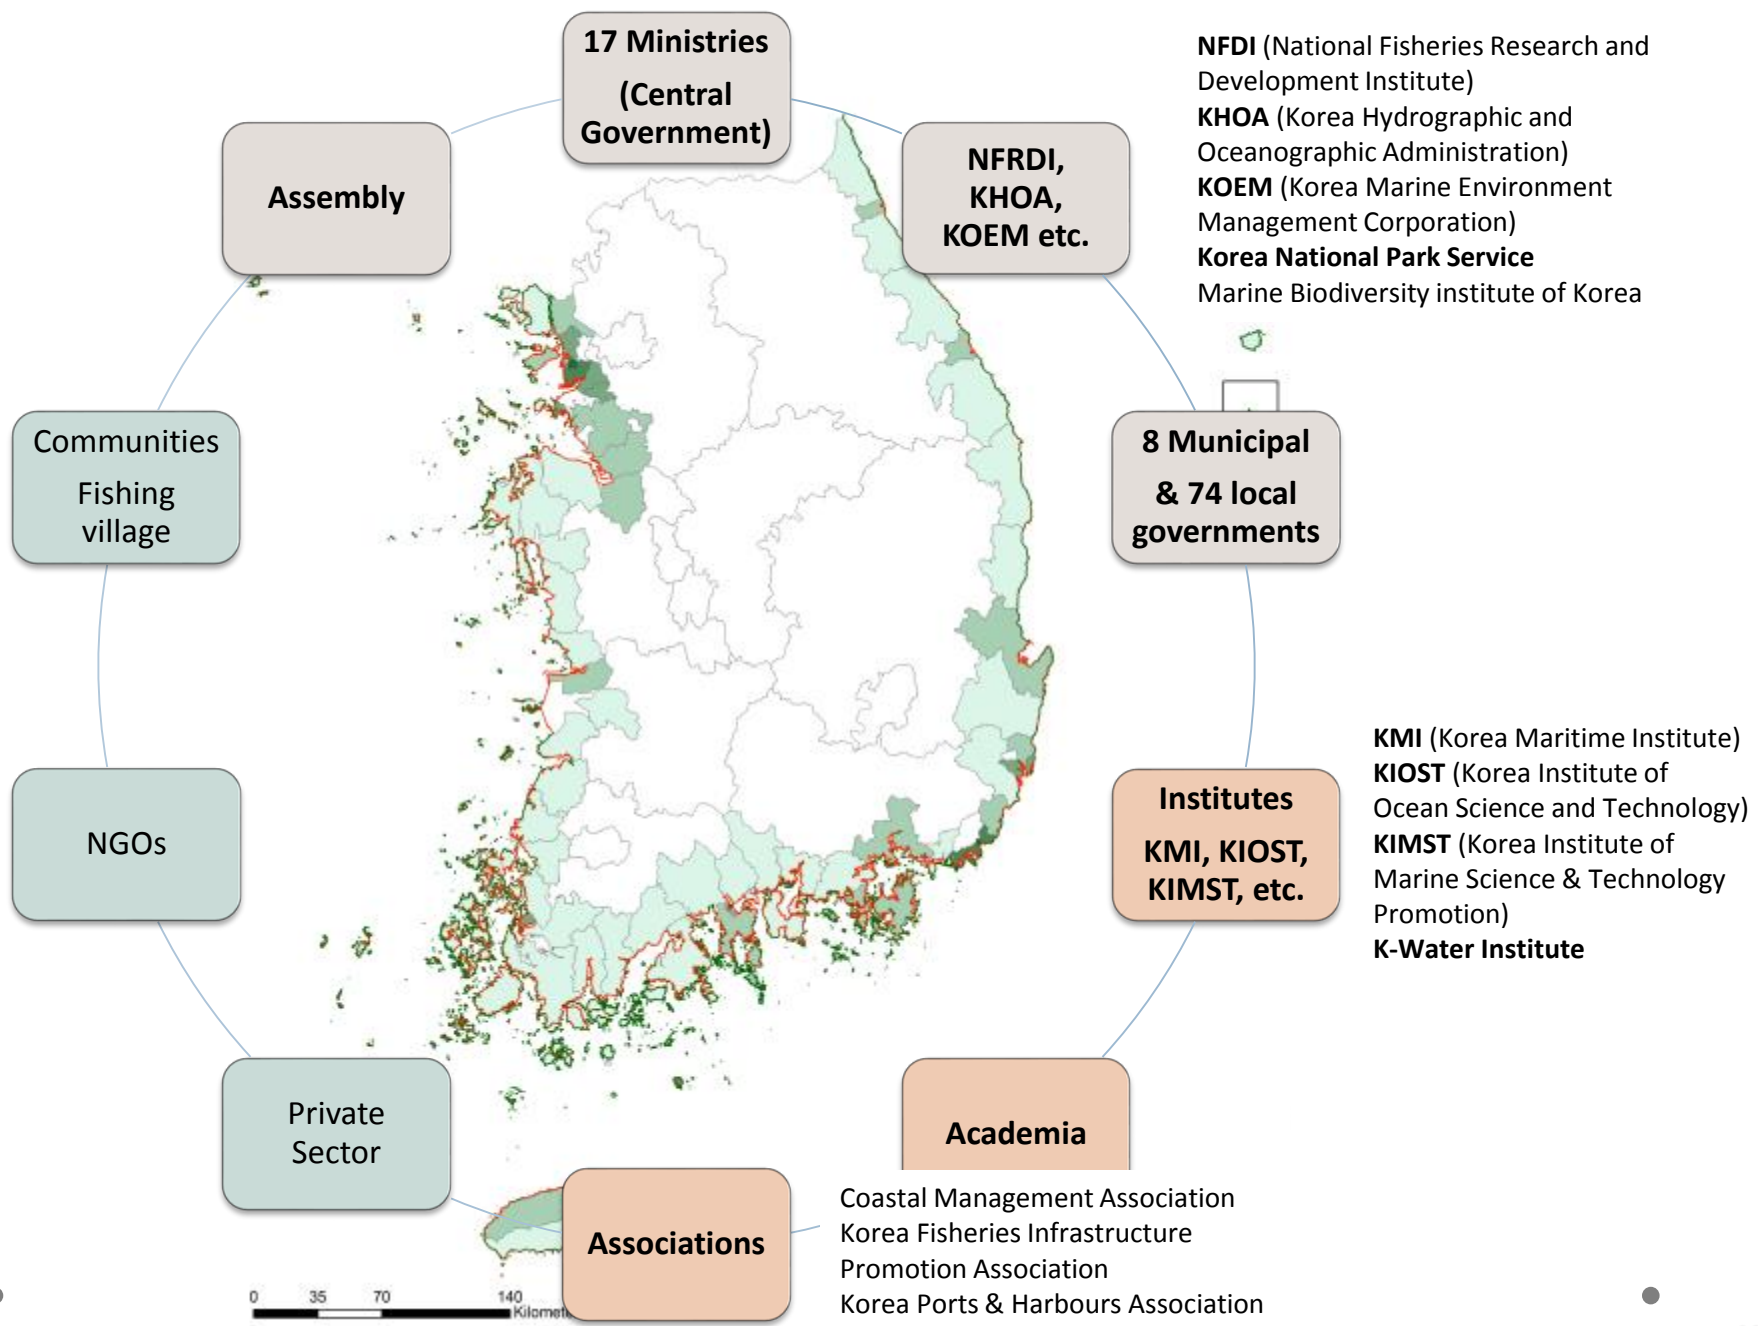 17 Ministries
(Central
Government)
NFRDI,
KHOA,
KOEM etc.
NFDI (National Fisheries Research and
Development Institute)
KHOA (Korea Hydrographic and
Oceanographic Administration)
KOEM (Korea Marine Environment
Management Corporation)
Korea National Park Service
Marine Biodiversity institute of Korea
Assembly
8 Municipal
& 74 local
governments
Communities
Fishing
village
Institutes
KMI, KIOST,
KIMST, etc.
KMI (Korea Maritime Institute)
KIOST (Korea Institute of
Ocean Science and Technology)
KIMST (Korea Institute of
Marine Science & Technology
Promotion)
K-Water Institute
NGOs
Private
Sector
Academia
Associations
Coastal Management Association
Korea Fisheries Infrastructure
Promotion Association
Korea Ports & Harbours Association
0 35 70 140